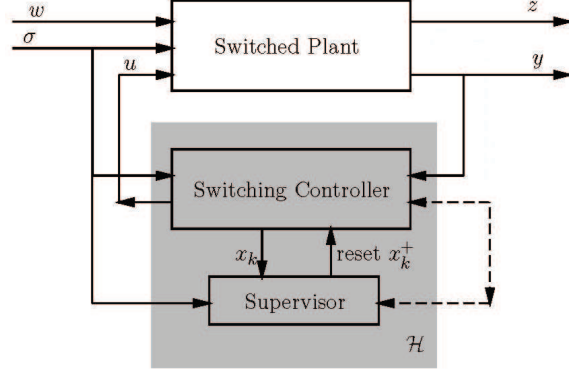 w
z
σ
Switched Plant
u
y
Switching Controller
x_k
reset x_k^+
Supervisor
ℋ